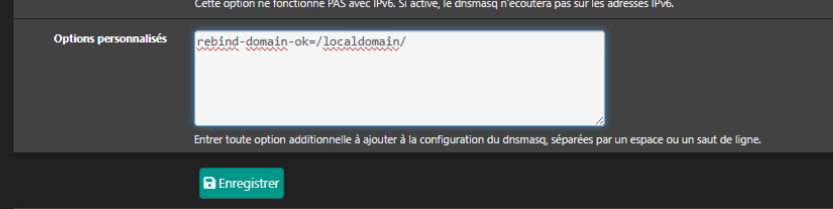 Cette option ne fonctionne PAS avec IPv6. Si active, le dnsmasq n'écoutera pas sur les adresses IPv6.
Options personnalisés
rebind-domain-ok=/localdomain/
Entrer toute option additionnelle à ajouter à la configuration du dnsmasq, séparées par un espace ou un saut de ligne.
Enregistrer